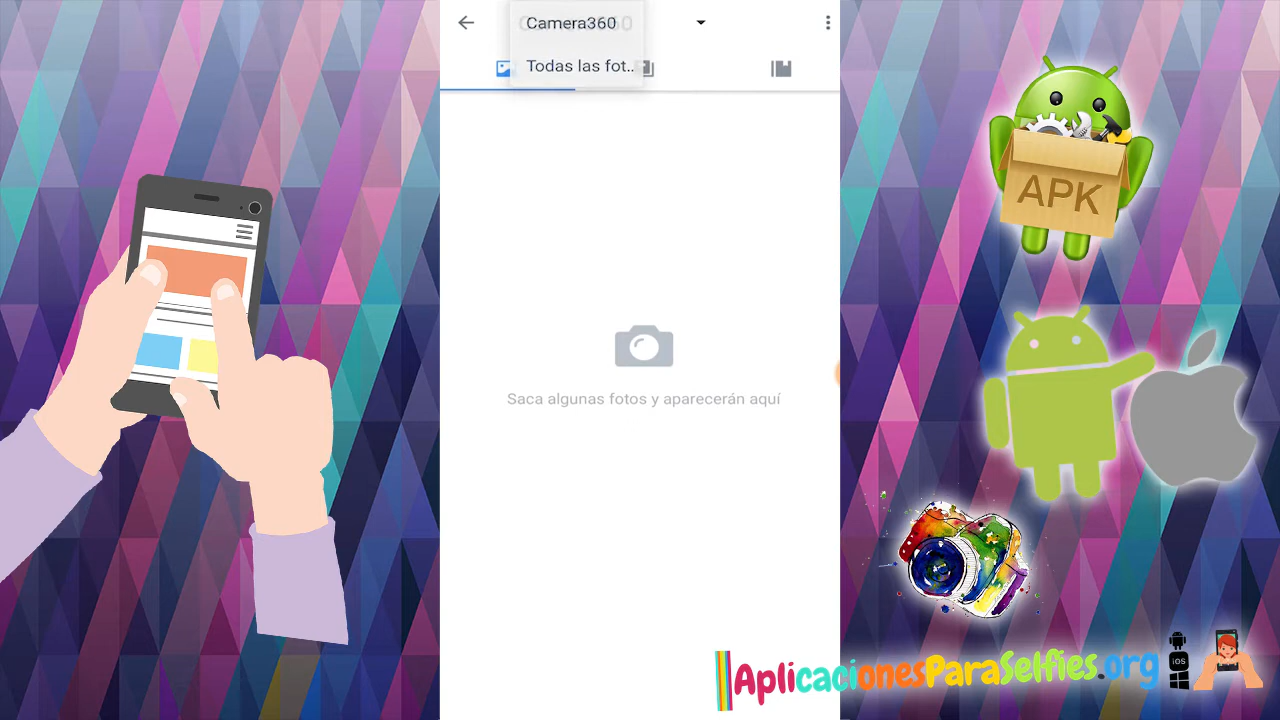 Camera360
Todas las fot..
Saca algunas fotos y aparecerán aquí
APK
AplicacionesParaSelfies.org
iOS